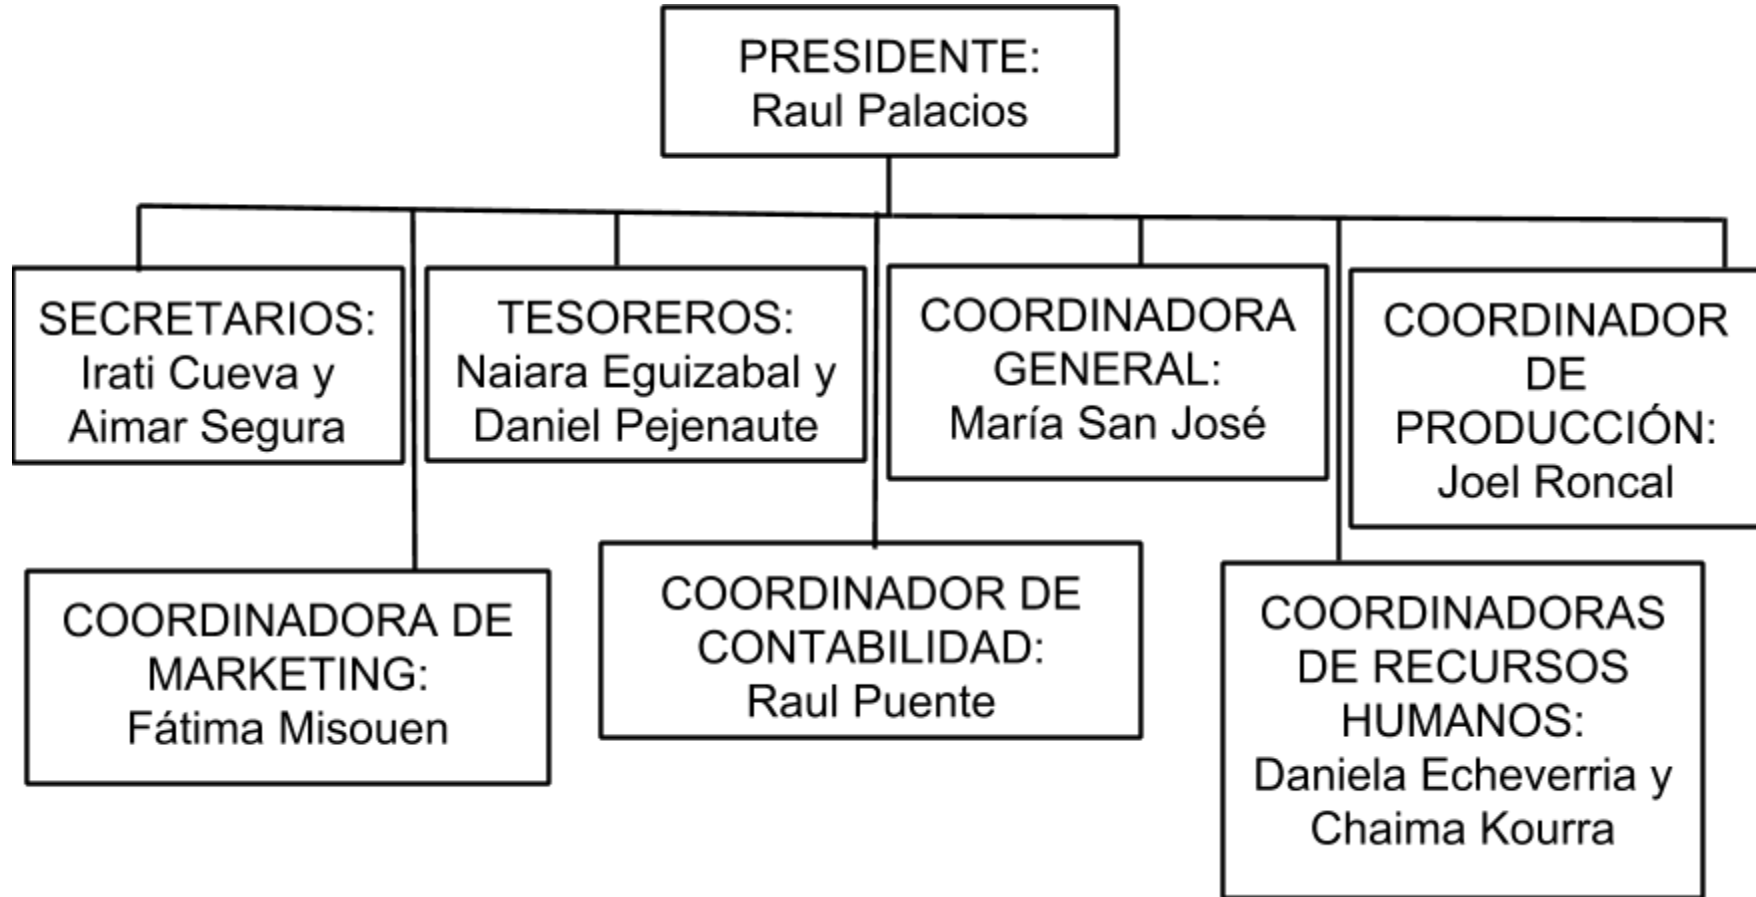 PRESIDENTE:
Raul Palacios
SECRETARIOS:
Irati Cueva y
Aimar Segura
TESOREROS:
Naiara Eguizabal y
Daniel Pejenaute
COORDINADORA
GENERAL:
María San José
COORDINADOR
DE
PRODUCCIÓN:
Joel Roncal
COORDINADORA DE
MARKETING:
Fátima Misouen
COORDINADOR DE
CONTABILIDAD:
Raul Puente
COORDINADORAS
DE RECURSOS
HUMANOS:
Daniela Echeverria y
Chaima Kourra